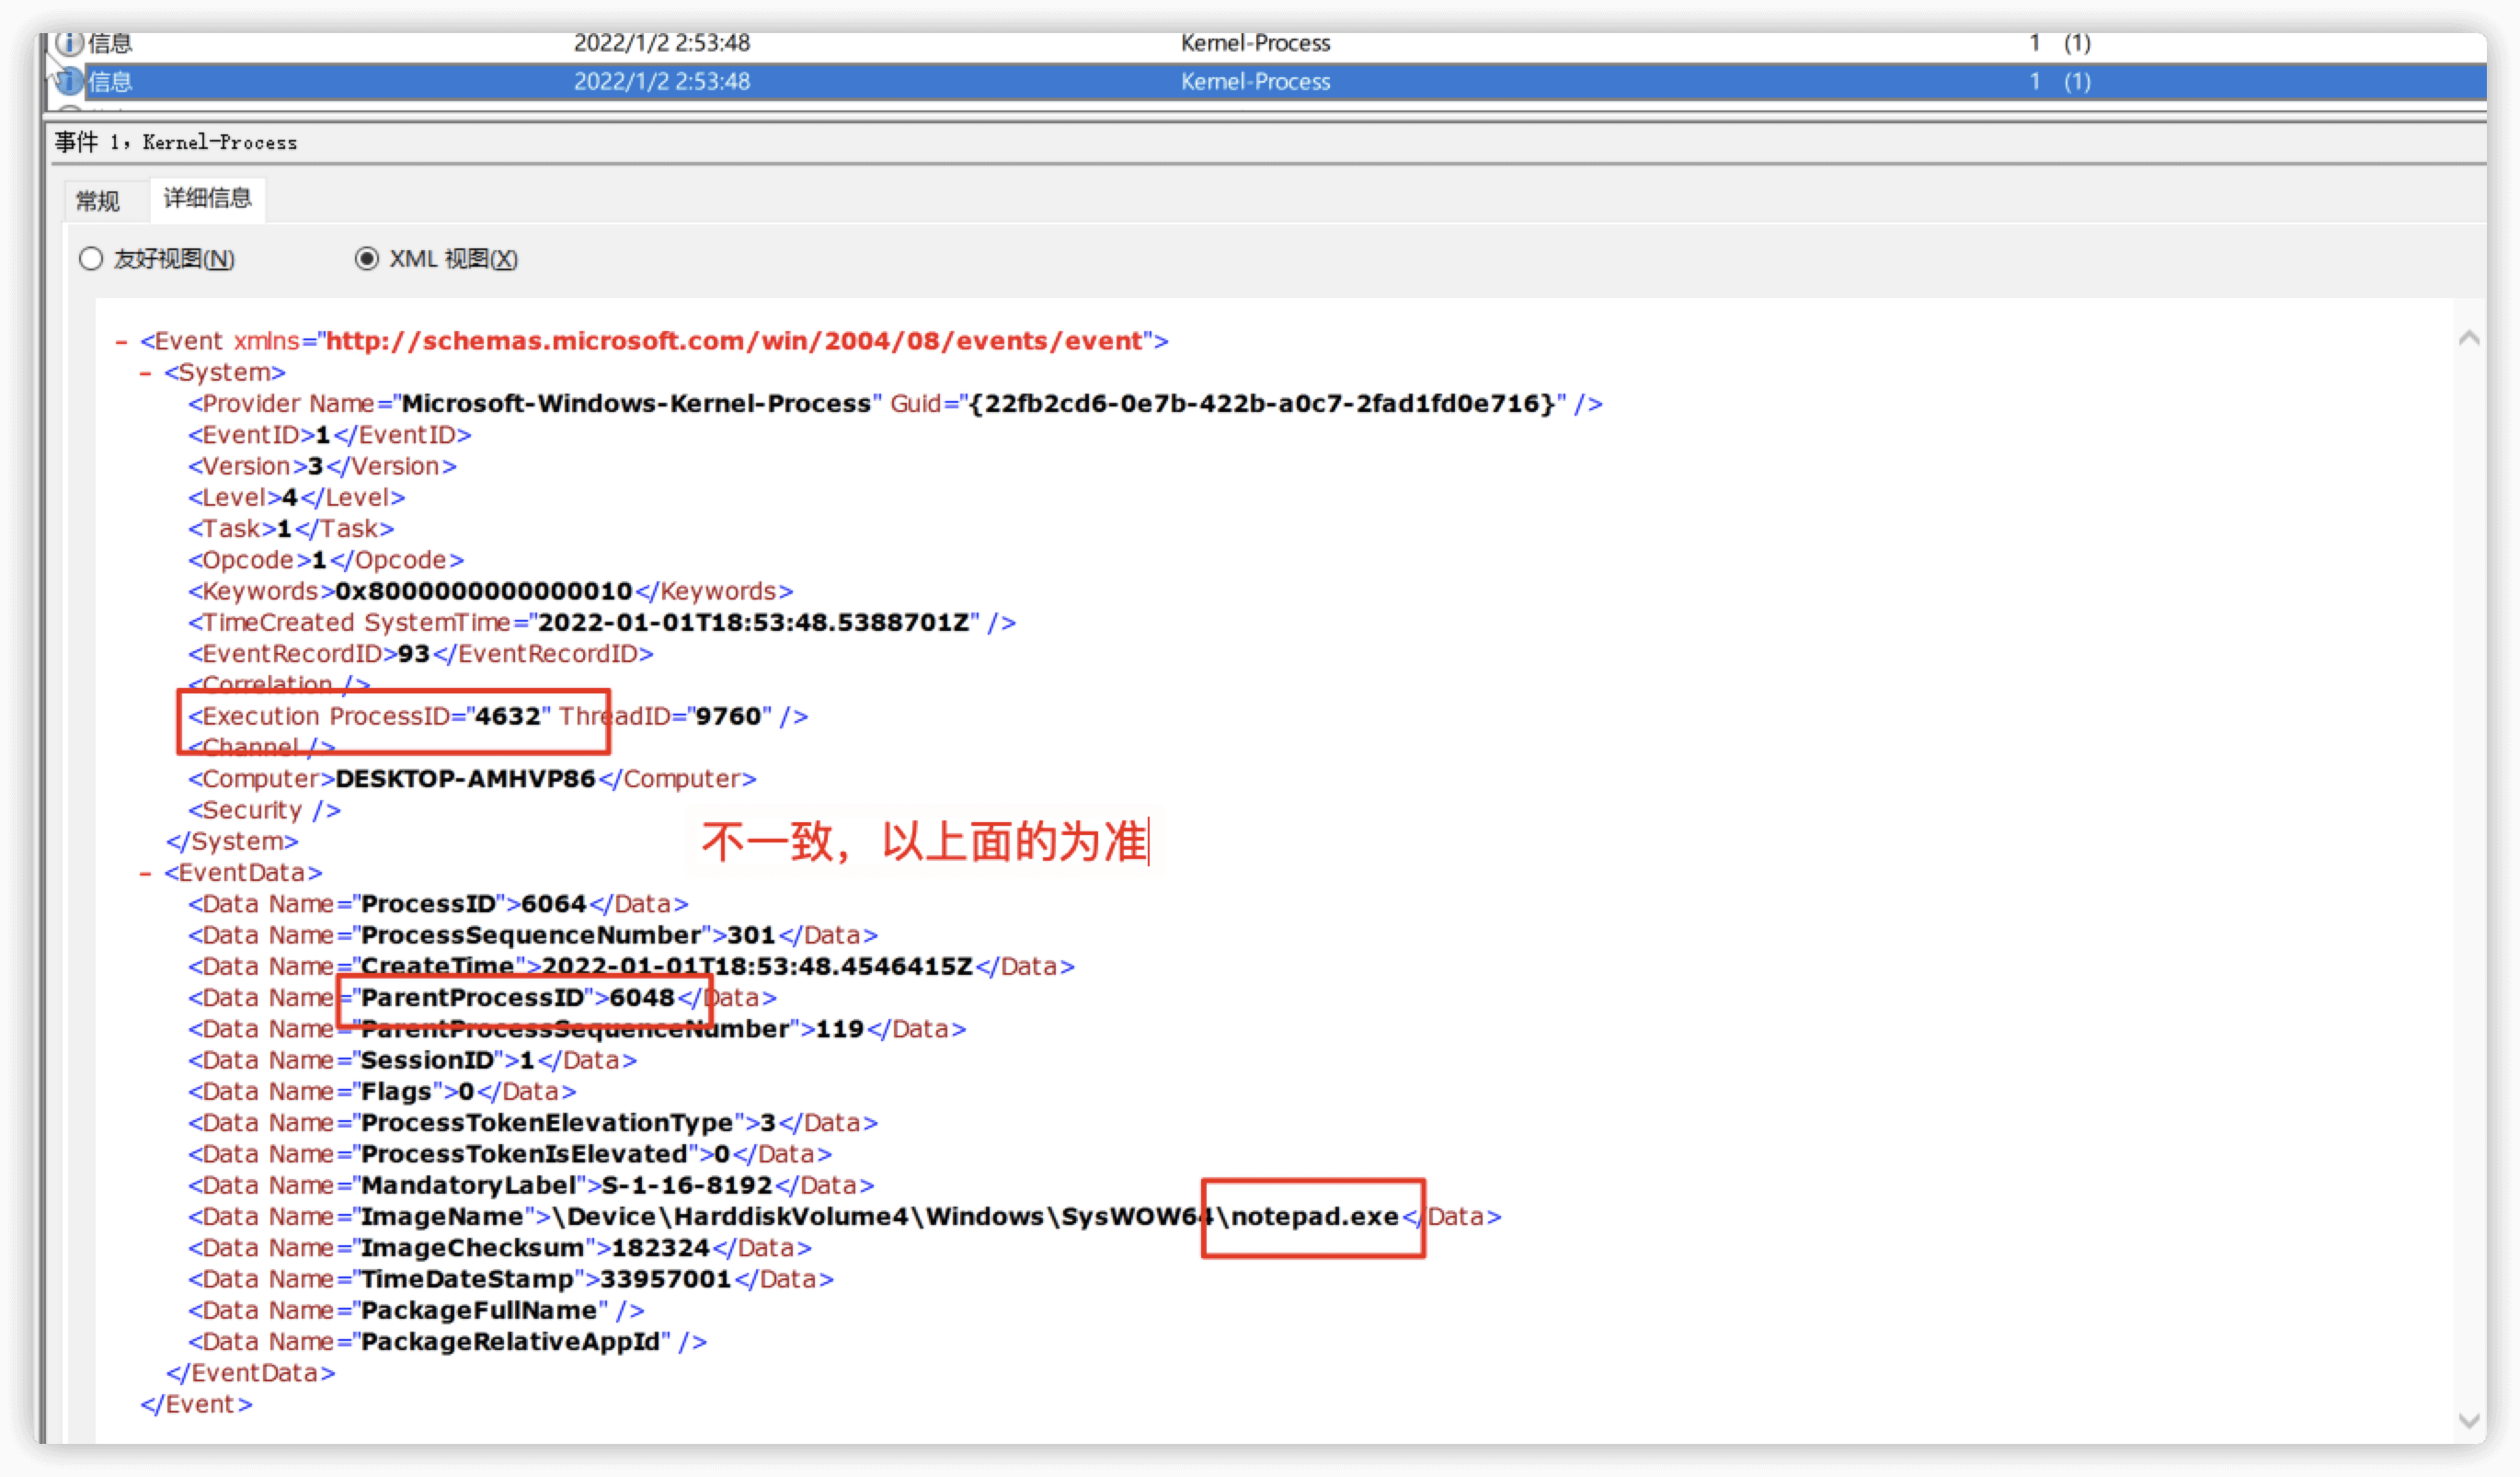 信息 2022/1/2 2:53:48 Kernel-Process 1 (1)
信息 2022/1/2 2:53:48 Kernel-Process 1 (1)
事件 1，Kernel-Process
常规 详细信息
友好视图(N) XML 视图(X)
- <Event xmlns="http://schemas.microsoft.com/win/2004/08/events/event">
- <System>
<Provider Name="Microsoft-Windows-Kernel-Process" Guid="{22fb2cd6-0e7b-422b-a0c7-2fad1fd0e716}" />
<EventID>1</EventID>
<Version>3</Version>
<Level>4</Level>
<Task>1</Task>
<Opcode>1</Opcode>
<Keywords>0x8000000000000010</Keywords>
<TimeCreated SystemTime="2022-01-01T18:53:48.5388701Z" />
<EventRecordID>93</EventRecordID>
<Correlation />
<Execution ProcessID="4632" ThreadID="9760" />
<Channel />
<Computer>DESKTOP-AMHVP86</Computer>
<Security />
</System>
不一致，以上面的为准
- <EventData>
<Data Name="ProcessID">6064</Data>
<Data Name="ProcessSequenceNumber">301</Data>
<Data Name="CreateTime">2022-01-01T18:53:48.4546415Z</Data>
<Data Name="ParentProcessID">6048</Data>
<Data Name="ParentProcessSequenceNumber">119</Data>
<Data Name="SessionID">1</Data>
<Data Name="Flags">0</Data>
<Data Name="ProcessTokenElevationType">3</Data>
<Data Name="ProcessTokenIsElevated">0</Data>
<Data Name="MandatoryLabel">S-1-16-8192</Data>
<Data Name="ImageName">\Device\HarddiskVolume4\Windows\SysWOW64\notepad.exe</Data>
<Data Name="ImageChecksum">182324</Data>
<Data Name="TimeDateStamp">33957001</Data>
<Data Name="PackageFullName" />
<Data Name="PackageRelativeAppId" />
</EventData>
</Event>